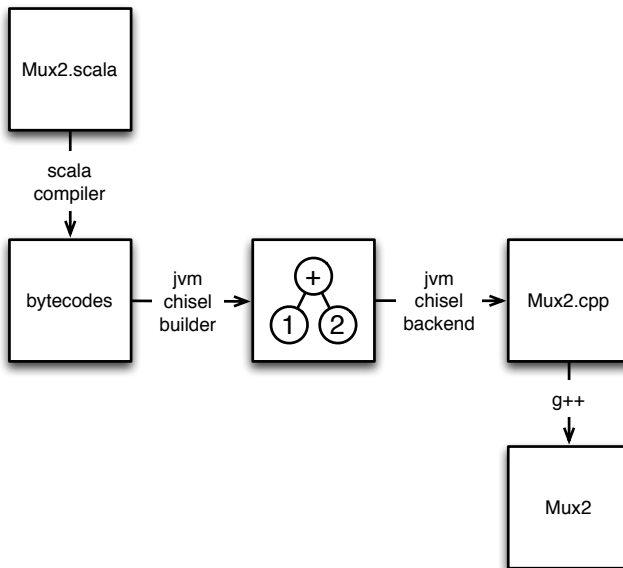 Mux2.scala
scala
compiler
bytecodes
jvm
chisel
builder
+
1 2
jvm
chisel
backend
Mux2.cpp
g++
Mux2